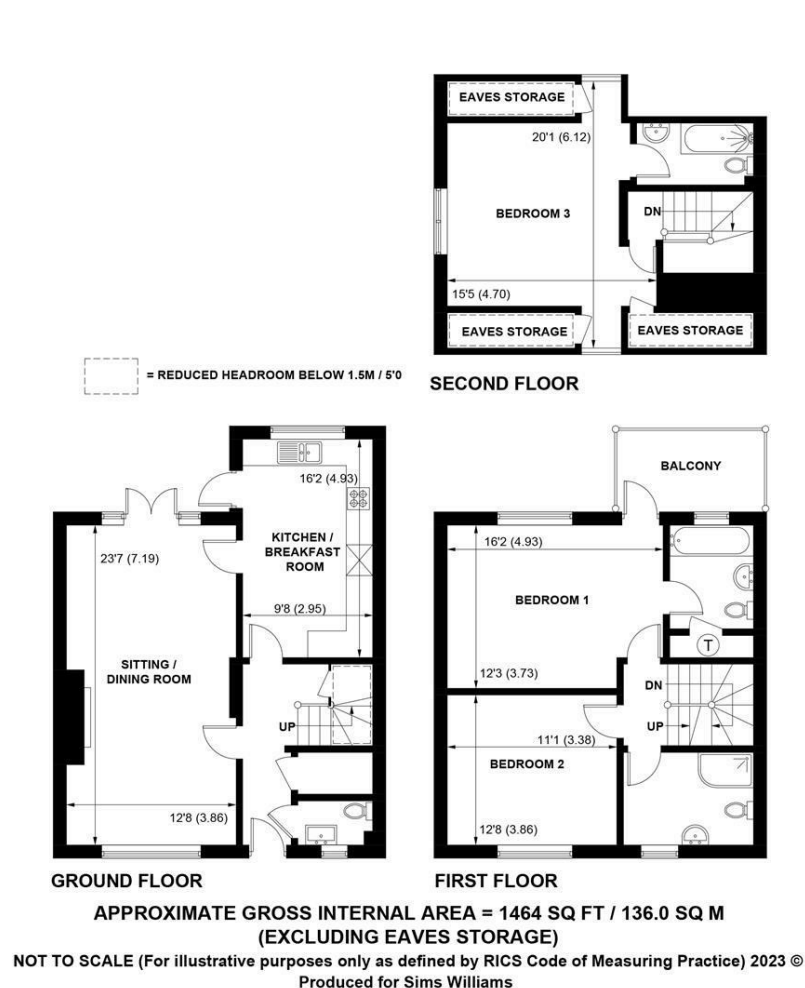 EAVES STORAGE
20'1 (6.12)
BEDROOM 3
DN
15'5 (4.70)
EAVES STORAGE
EAVES STORAGE
= REDUCED HEADROOM BELOW 1.5M / 5'0
SECOND FLOOR
16'2 (4.93)
KITCHEN /
BREAKFAST
ROOM
23'7 (7.19)
9'8 (2.95)
SITTING /
DINING ROOM
UP
12'8 (3.86)
GROUND FLOOR
BALCONY
16'2 (4.93)
BEDROOM 1
T
12'3 (3.73)
DN
UP
11'1 (3.38)
BEDROOM 2
12'8 (3.86)
FIRST FLOOR
APPROXIMATE GROSS INTERNAL AREA = 1464 SQ FT / 136.0 SQ M
(EXCLUDING EAVES STORAGE)
NOT TO SCALE (For illustrative purposes only as defined by RICS Code of Measuring Practice) 2023 ©
Produced for Sims Williams